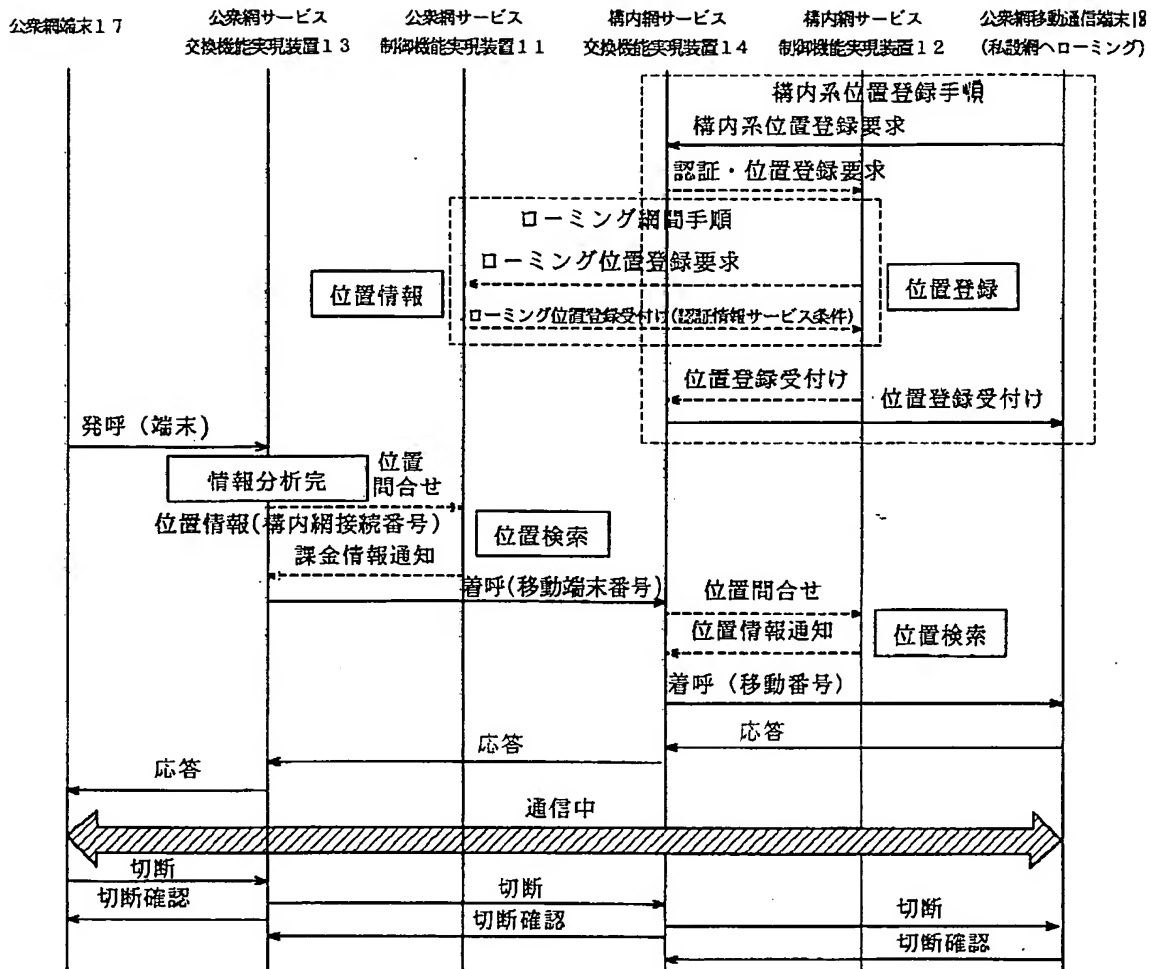 公衆網端末17
公衆網サービス
交換機能実現装置13
公衆網サービス
制御機能実現装置11
構内網サービス
交換機能実現装置14
構内網サービス
制御機能実現装置12
公衆網移動通信端末18
(私設網へローミング)
構内系位置登録手順
構内系位置登録要求
認証・位置登録要求
ローミング網間手順
ローミング位置登録要求
位置情報
位置登録
ローミング位置登録受付け(認証情報サービス条件)
位置登録受付け
位置登録受付け
発呼(端末)
情報分析完
位置
問合せ
位置情報(構内網接続番号)
位置検索
課金情報通知
着呼(移動端末番号)
位置問合せ
位置情報通知
位置検索
着呼(移動番号)
応答
応答
応答
通信中
切断
切断確認
切断
切断確認
切断
切断確認